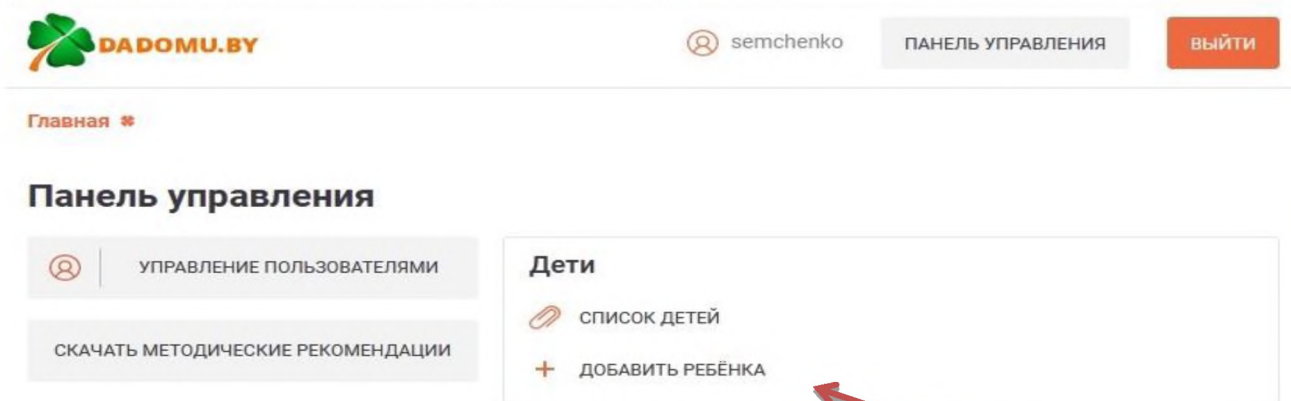 DADOMU.BY
semchenko
ПАНЕЛЬ УПРАВЛЕНИЯ
ВЫЙТИ
Главная
Панель управления
УПРАВЛЕНИЕ ПОЛЬЗОВАТЕЛЯМИ
СКАЧАТЬ МЕТОДИЧЕСКИЕ РЕКОМЕНДАЦИИ
Дети
СПИСОК ДЕТЕЙ
+ ДОБАВИТЬ РЕБЁНКА